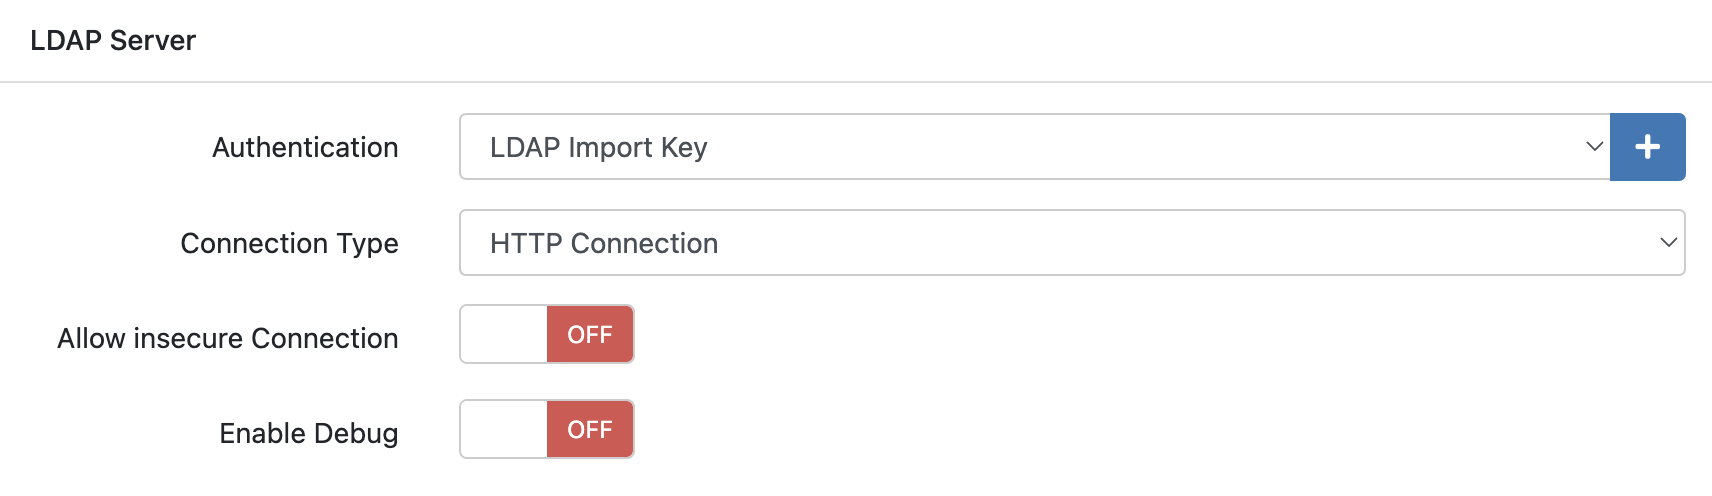 LDAP Server
Authentication LDAP Import Key
Connection Type HTTP Connection
Allow insecure Connection OFF
Enable Debug OFF